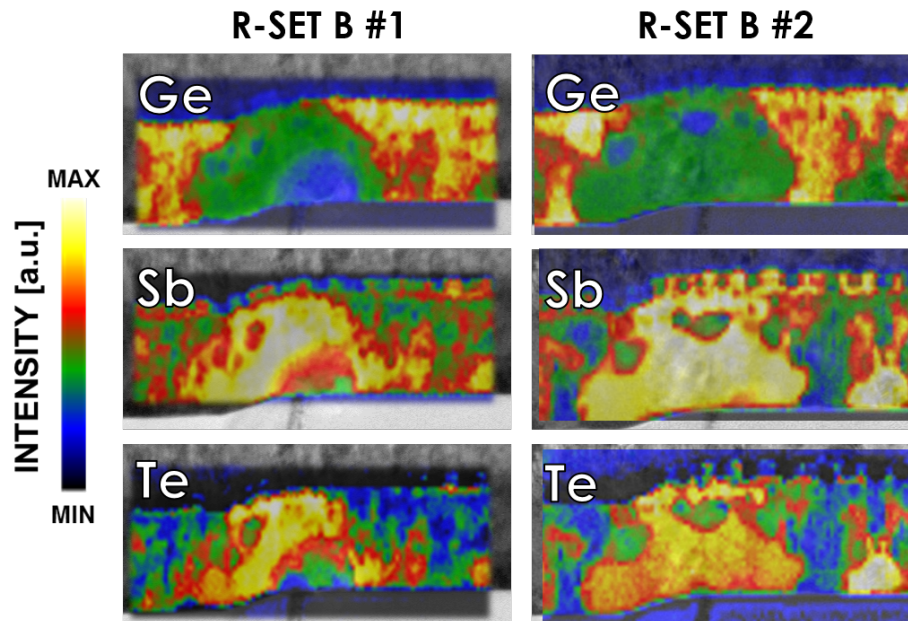 R-SET B #1
R-SET B #2
Ge
Ge
MAX
INTENSITY [a.u.]
MIN
Sb
Sb
Te
Te